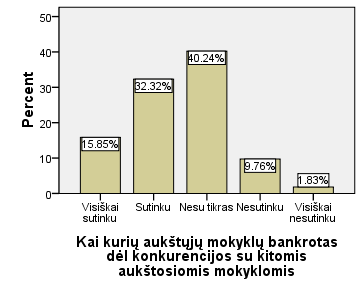 50
40
30
20
10
0
Percent
15.85%
32.32%
40.24%
9.76%
1.83%
Visiškai sutinku
Sutinku
Nesu tikras
Nesutinku
Visiškai nesutinku
Kai kurių aukštųjų mokyklų bankrotas
dėl konkurencijos su kitomis
aukštosiomis mokyklomis